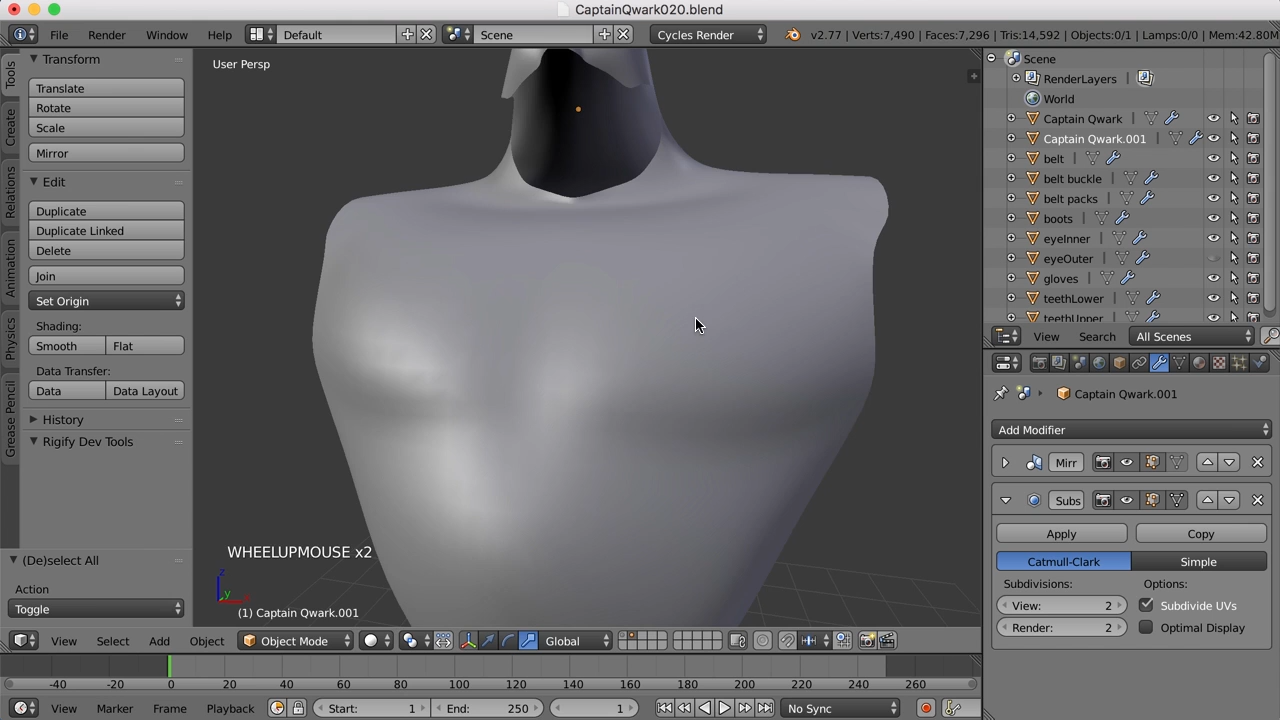 CaptainQwark020.blend
File Render Window Help Default Scene Cycles Render v2.77 | Verts:7,490 | Faces:7,296 | Tris:14,592 | Objects:0/1 | Lamps:0/0 | Mem:42.80M
Tools
Create
Relations
Animation
Physics
Grease Pencil
Transform
Translate
Rotate
Scale
Mirror
Edit
Duplicate
Duplicate Linked
Delete
Join
Set Origin
Shading:
Smooth Flat
Data Transfer:
Data Data Layout
History
Rigify Dev Tools
(De)select All
Action
Toggle
User Persp
WHEELUPMOUSE x2
z
y
(1) Captain Qwark.001
View Select Add Object Object Mode Global
-40 -20 0 20 40 60 80 100 120 140 160 180 200 220 240 260
View Marker Frame Playback Start: 1 End: 250 1 No Sync
Scene
RenderLayers
World
Captain Qwark
Captain Qwark.001
belt
belt buckle
belt packs
boots
eyeInner
eyeOuter
gloves
teethLower
teethUpper
View Search All Scenes
Captain Qwark.001
Add Modifier
Mirr
Subs
Apply Copy
Catmull-Clark Simple
Subdivisions: Options:
View: 2 Subdivide UVs
Render: 2 Optimal Display